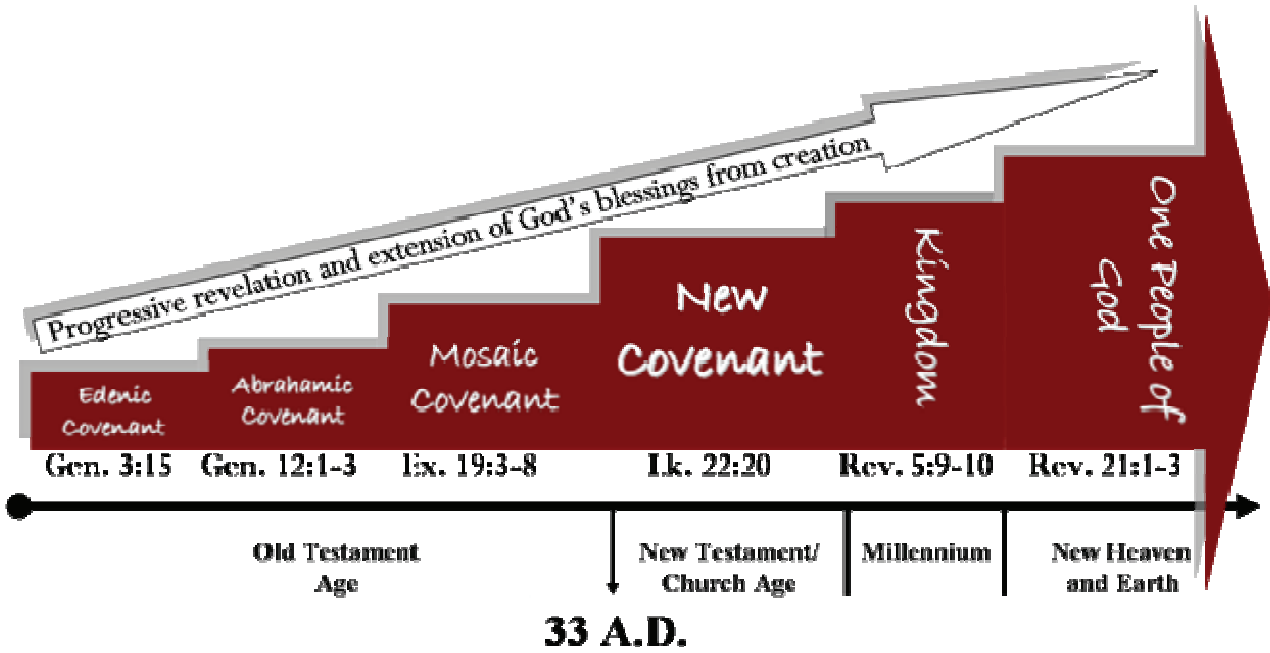 Progressive revelation and extension of God's blessings from creation
Edenic
Covenant
Abrahamic
Covenant
Mosaic
Covenant
New
Covenant
Kingdom
One People of
God
Gen. 3:15
Gen. 12:1-3
Ex. 19:3-8
Lk. 22:20
Rev. 5:9-10
Rev. 21:1-3
Old Testament
Age
New Testament/
Church Age
Millennium
New Heaven
and Earth
33 A.D.